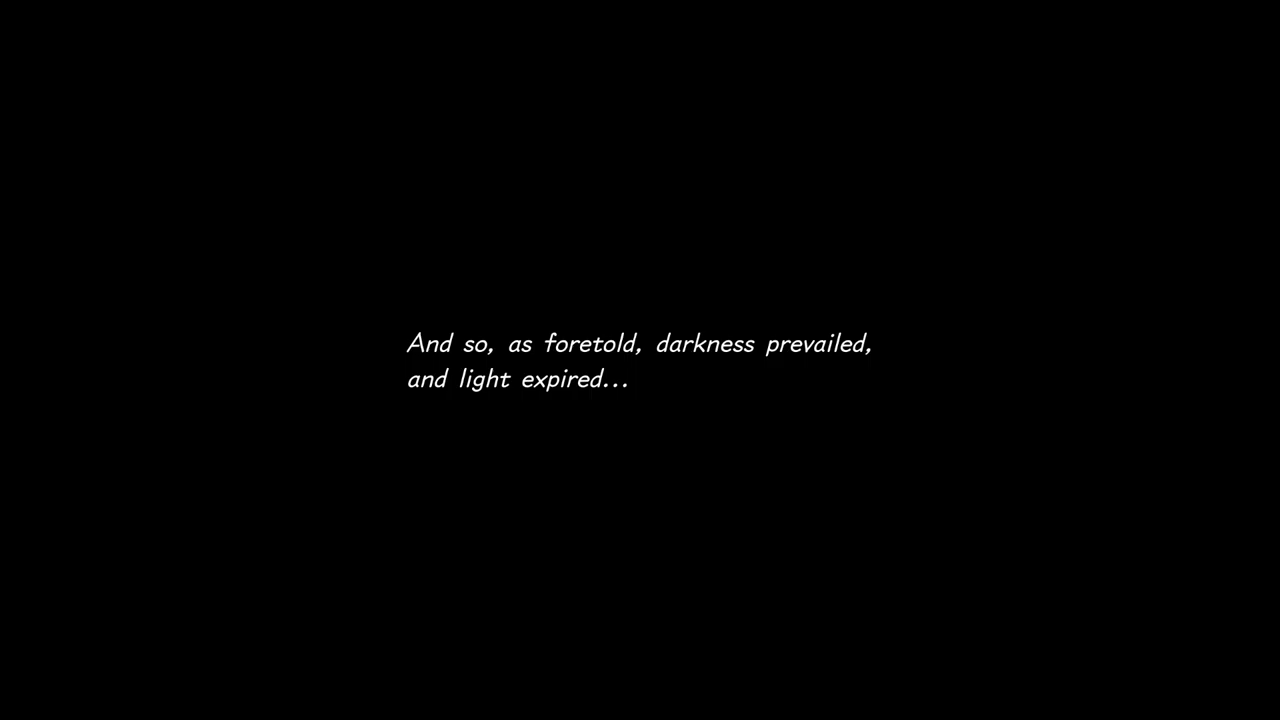 And so, as foretold, darkness prevailed,
and light expired...